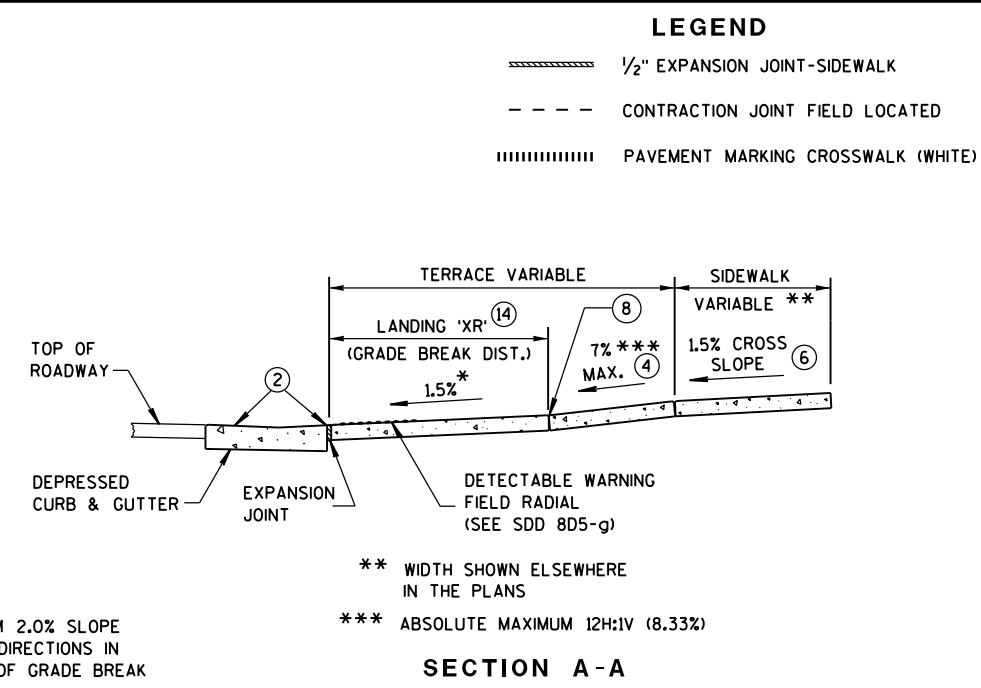 LEGEND
1/2" EXPANSION JOINT-SIDEWALK
CONTRACTION JOINT FIELD LOCATED
PAVEMENT MARKING CROSSWALK (WHITE)
TERRACE VARIABLE
SIDEWALK
VARIABLE **
LANDING 'XR' 14
(GRADE BREAK DIST.)
1.5% *
8
7% ***
MAX. 4
1.5% CROSS
SLOPE 6
TOP OF
ROADWAY
2
DEPRESSED
CURB & GUTTER
EXPANSION
JOINT
DETECTABLE WARNING
FIELD RADIAL
(SEE SDD 8D5-g)
** WIDTH SHOWN ELSEWHERE
IN THE PLANS
*** ABSOLUTE MAXIMUM 12H:1V (8.33%)
2.0% SLOPE
DIRECTIONS IN
OF GRADE BREAK
SECTION A-A